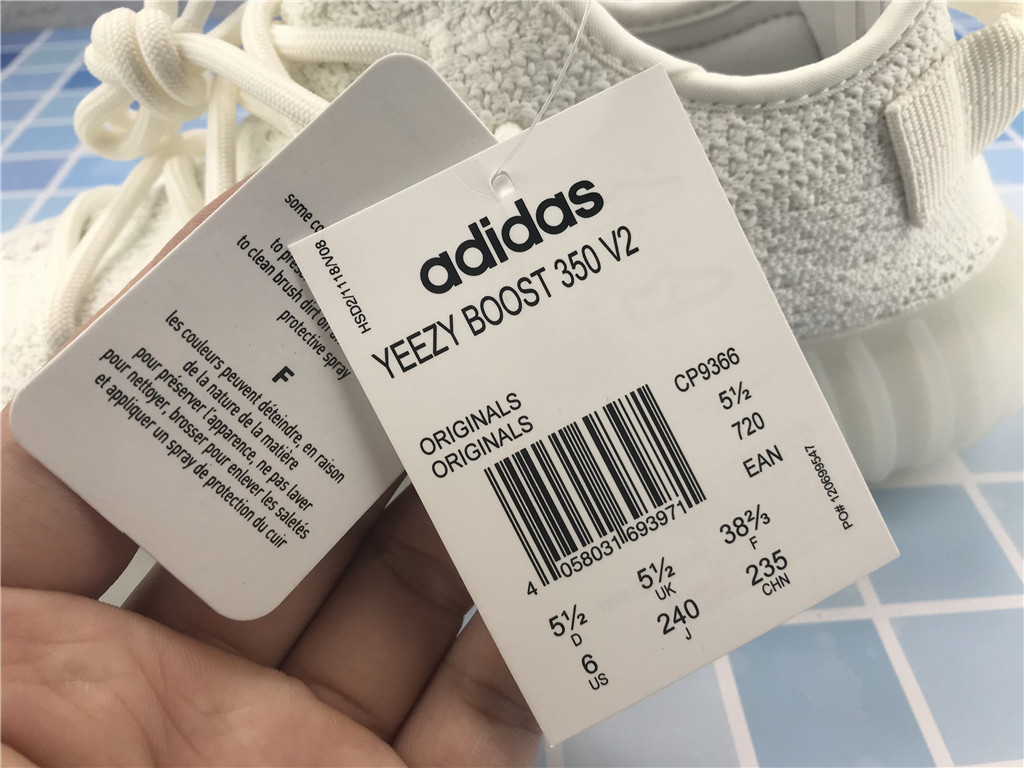 some co
to pre
to clean brush dirt on a
protective spray
F
les couleurs peuvent déteindre, en raison
de la nature de la matière
pour préserver l'apparence, ne pas laver
pour nettoyer, brosser pour enlever les saletés
et appliquer un spray de protection du cuir
HSD2/1118/V08
adidas
YEEZY BOOST 350 V2
ORIGINALS
ORIGINALS
CP9366
5½
720
EAN
4 058031 693971
PO# 120699547
5½
D
5½
UK
38⅔
F
6
US
240
J
235
CHN